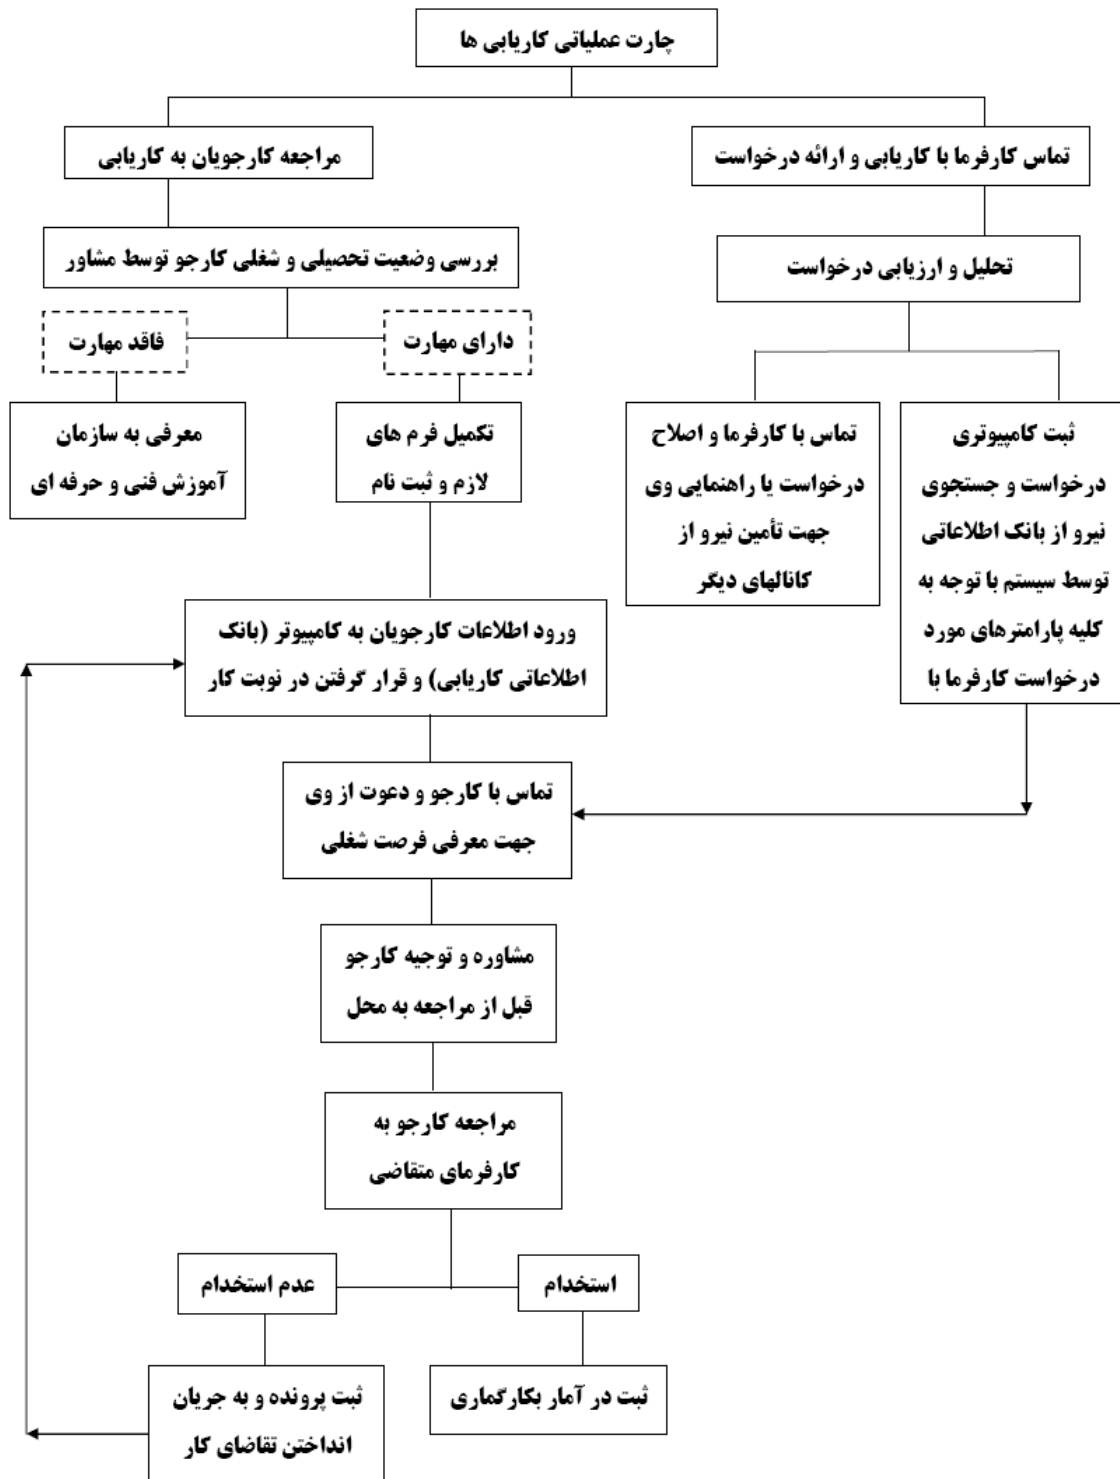 چارت عملیاتی کاریابی ها
تماس کارفرما با کاریابی و ارائه درخواست
مراجعه کارجویان به کاریابی
تحلیل و ارزیابی درخواست
بررسی وضعیت تحصیلی و شغلی کارجو توسط مشاور
دارای مهارت
فاقد مهارت
ثبت کامپیوتری
درخواست و جستجوی
نیرو از بانک اطلاعاتی
توسط سیستم با توجه به
کلیه پارامترهای مورد
درخواست کارفرما با
تماس با کارفرما و اصلاح
درخواست یا راهنمایی وی
جهت تأمین نیرو از
کانالهای دیگر
تکمیل فرم های
لازم و ثبت نام
معرفی به سازمان
آموزش فنی و حرفه ای
ورود اطلاعات کارجویان به کامپیوتر (بانک
اطلاعاتی کاریابی) و قرار گرفتن در نوبت کار
تماس با کارجو و دعوت از وی
جهت معرفی فرصت شغلی
مشاوره و توجیه کارجو
قبل از مراجعه به محل
مراجعه کارجو به
کارفرمای متقاضی
استخدام
عدم استخدام
ثبت در آمار بکارگماری
ثبت پرونده و به جریان
انداختن تقاضای کار